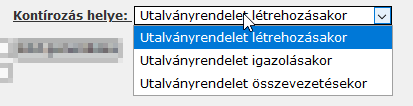 Kontírozás helye: Utalványrendelet létrehozásakor
Utalványrendelet létrehozásakor
Utalványrendelet igazolásakor
Utalványrendelet összevezetésekor